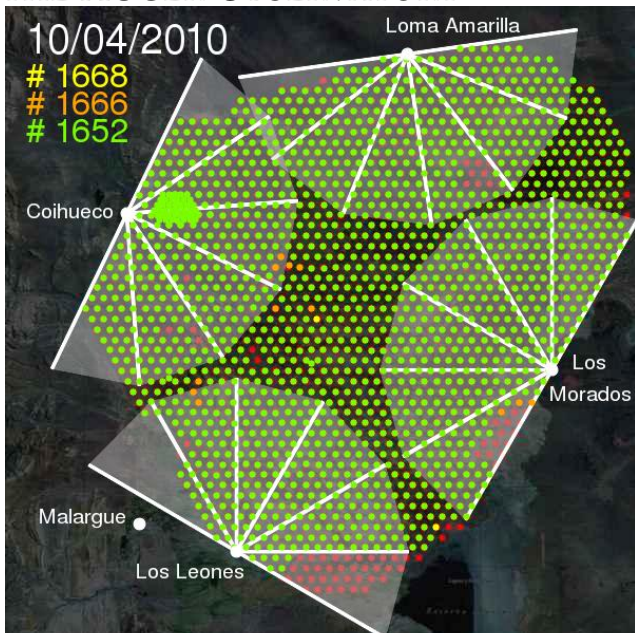 10/04/2010
# 1668
# 1666
# 1652
Loma Amarilla
Coihueco
Los
Morados
Malargue
Los Leones